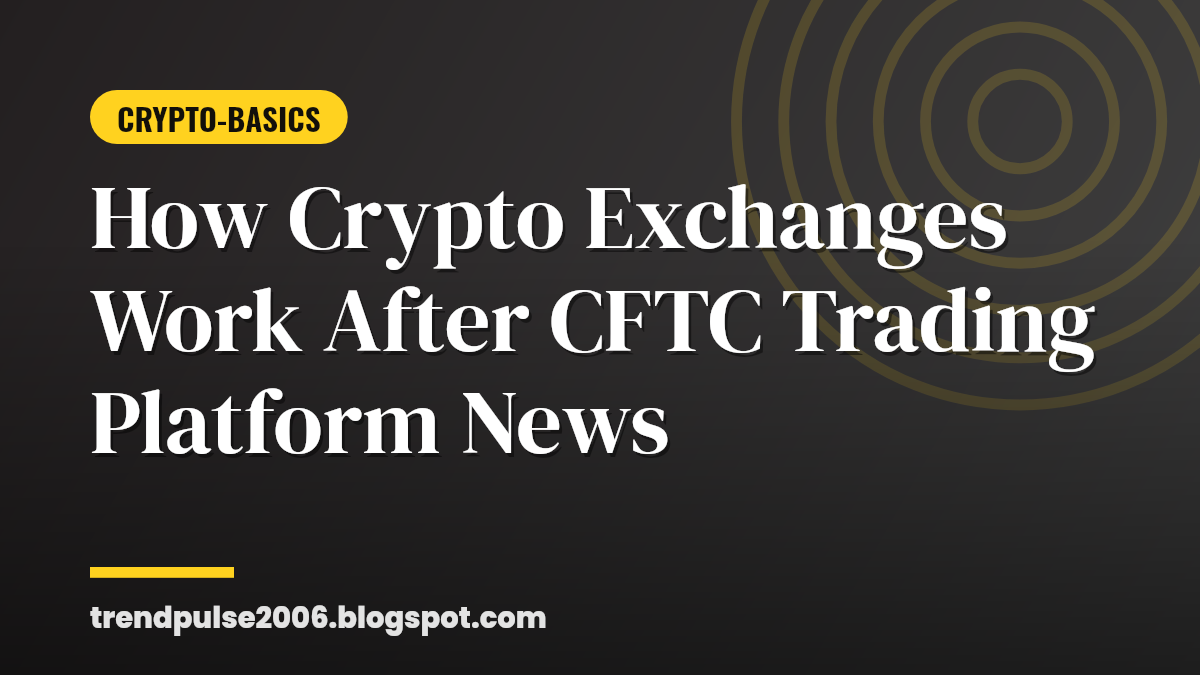 CRYPTO-BASICS
How Crypto Exchanges
Work After CFTC Trading
Platform News
trendpulse2006.blogspot.com